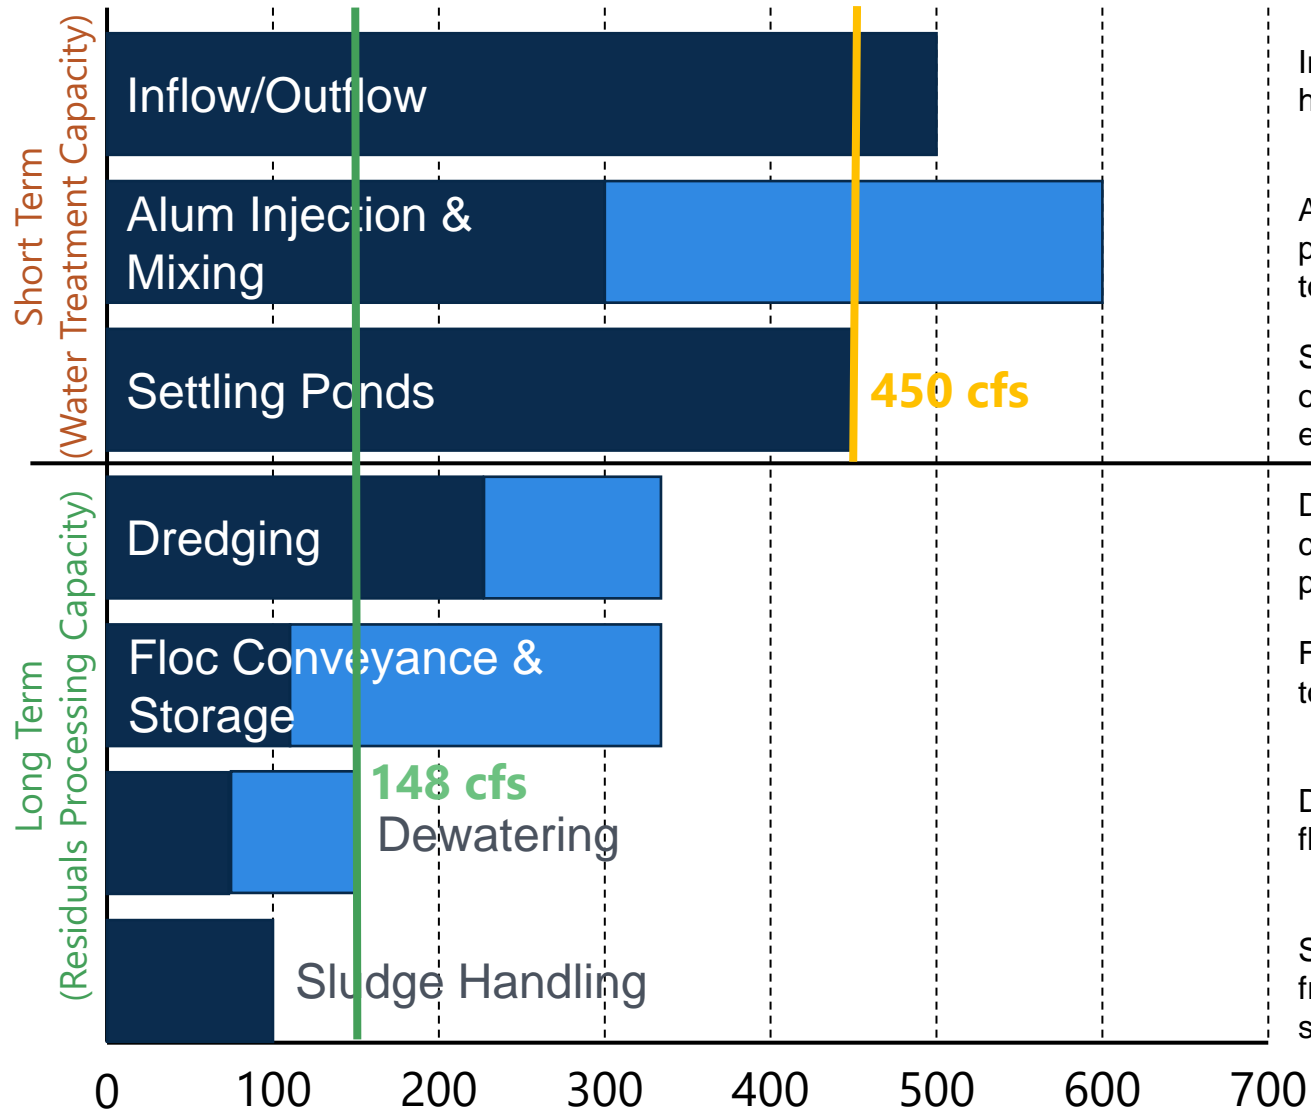 Short Term
(Water Treatment Capacity)
Inflow/Outflow
Alum Injection &
Mixing
Settling Ponds
450 cfs
Long Term
(Residuals Processing Capacity)
Dredging
Floc Conveyance &
Storage
148 cfs
Dewatering
Sludge Handling
0 100 200 300 400 500 600 700